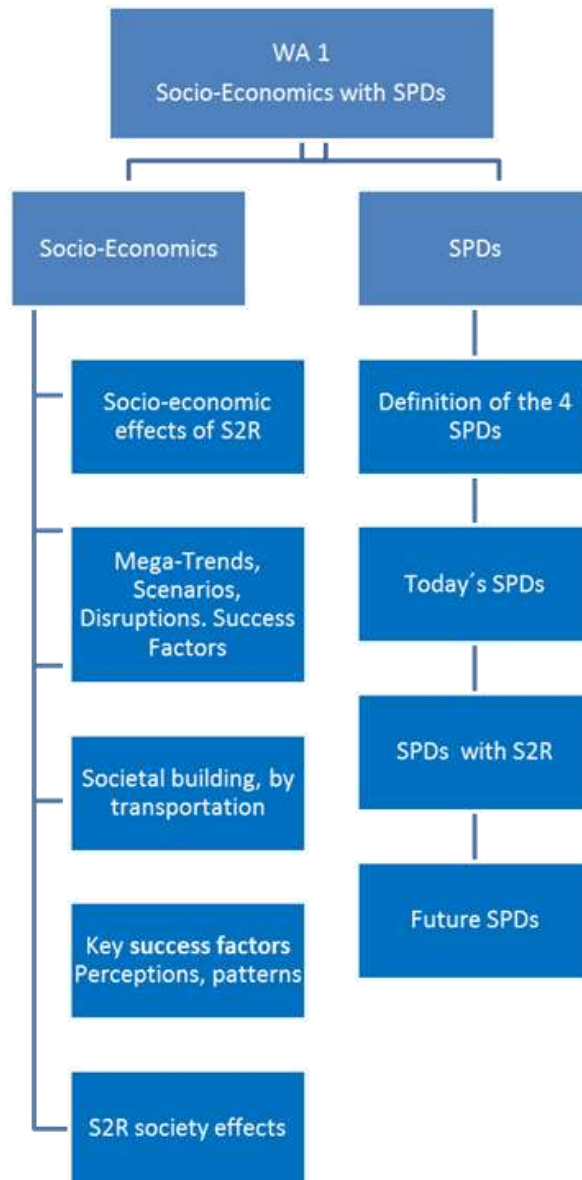 WA 1
Socio-Economics with SPDs
Socio-Economics
SPDs
Socio-economic
effects of S2R
Mega-Trends,
Scenarios,
Disruptions. Success
Factors
Societal building, by
transportation
Key success factors
Perceptions, patterns
S2R society effects
Definition of the 4
SPDs
Today´s SPDs
SPDs with S2R
Future SPDs